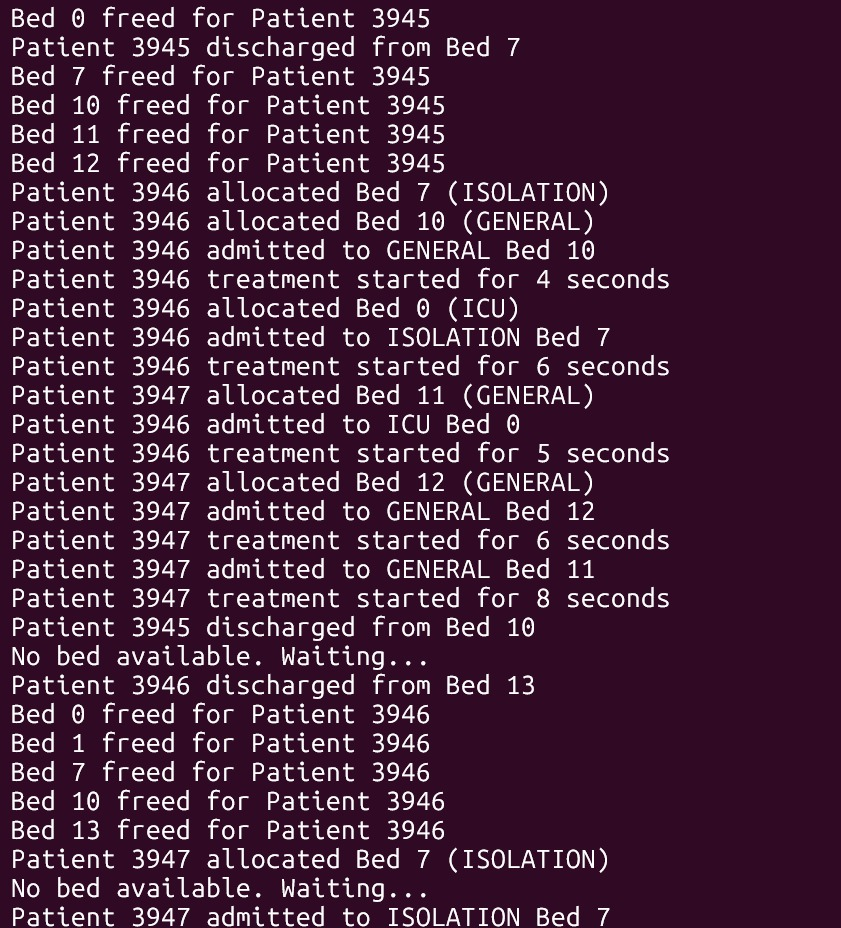 Bed 0 freed for Patient 3945
Patient 3945 discharged from Bed 7
Bed 7 freed for Patient 3945
Bed 10 freed for Patient 3945
Bed 11 freed for Patient 3945
Bed 12 freed for Patient 3945
Patient 3946 allocated Bed 7 (ISOLATION)
Patient 3946 allocated Bed 10 (GENERAL)
Patient 3946 admitted to GENERAL Bed 10
Patient 3946 treatment started for 4 seconds
Patient 3946 allocated Bed 0 (ICU)
Patient 3946 admitted to ISOLATION Bed 7
Patient 3946 treatment started for 6 seconds
Patient 3947 allocated Bed 11 (GENERAL)
Patient 3946 admitted to ICU Bed 0
Patient 3946 treatment started for 5 seconds
Patient 3947 allocated Bed 12 (GENERAL)
Patient 3947 admitted to GENERAL Bed 12
Patient 3947 treatment started for 6 seconds
Patient 3947 admitted to GENERAL Bed 11
Patient 3947 treatment started for 8 seconds
Patient 3945 discharged from Bed 10
No bed available. Waiting...
Patient 3946 discharged from Bed 13
Bed 0 freed for Patient 3946
Bed 1 freed for Patient 3946
Bed 7 freed for Patient 3946
Bed 10 freed for Patient 3946
Bed 13 freed for Patient 3946
Patient 3947 allocated Bed 7 (ISOLATION)
No bed available. Waiting...
Patient 3947 admitted to ISOLATION Bed 7